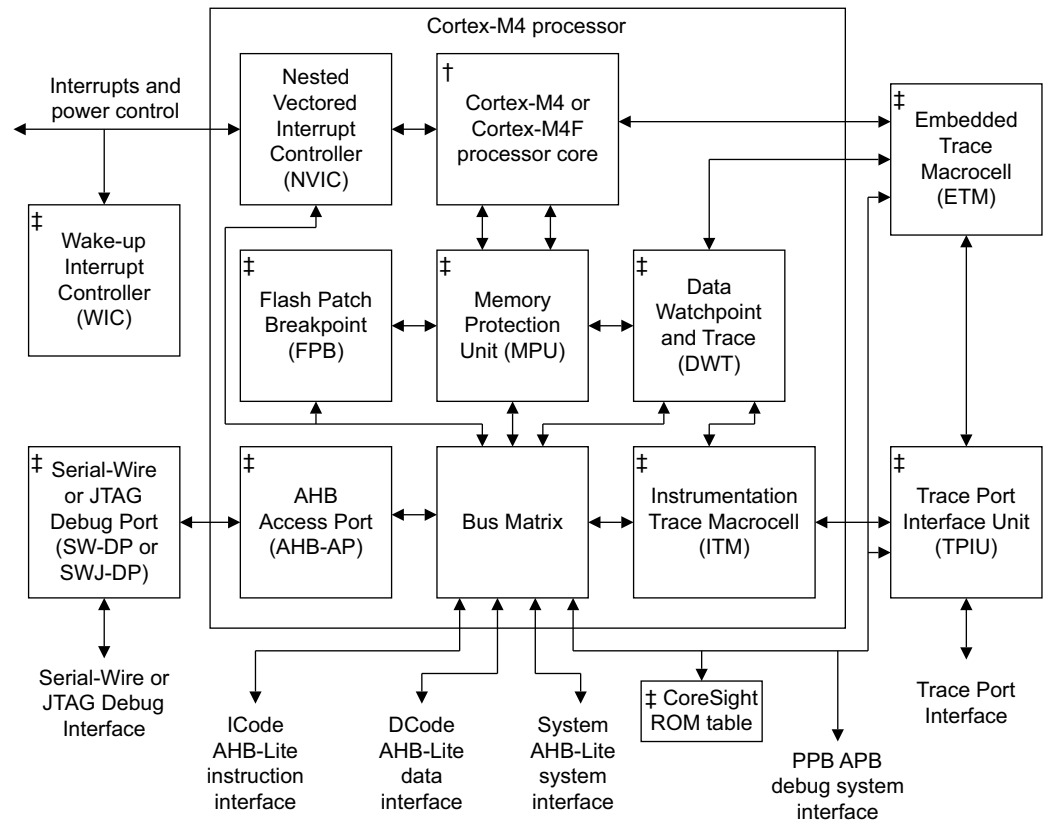 Cortex-M4 processor
Interrupts and
power control
Nested
Vectored
Interrupt
Controller
(NVIC)
†
Cortex-M4 or
Cortex-M4F
processor core
‡
Embedded
Trace
Macrocell
(ETM)
‡
Wake-up
Interrupt
Controller
(WIC)
‡
Flash Patch
Breakpoint
(FPB)
‡
Memory
Protection
Unit (MPU)
‡
Data
Watchpoint
and Trace
(DWT)
‡
Serial-Wire
or JTAG
Debug Port
(SW-DP or
SWJ-DP)
‡
AHB
Access Port
(AHB-AP)
Bus Matrix
‡
Instrumentation
Trace Macrocell
(ITM)
‡
Trace Port
Interface Unit
(TPIU)
Serial-Wire or
JTAG Debug
Interface
ICode
AHB-Lite
instruction
interface
DCode
AHB-Lite
data
interface
System
AHB-Lite
system
interface
‡ CoreSight
ROM table
PPB APB
debug system
interface
Trace Port
Interface